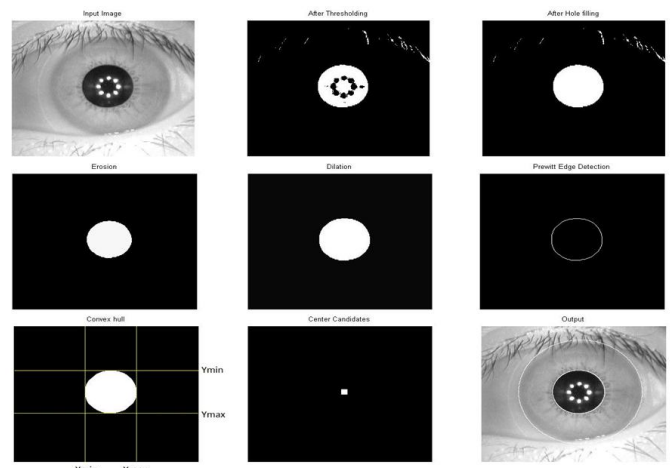 Input Image
After Thresholding
After Hole filling
Erosion
Dilation
Prewitt Edge Detection
Convex hull
Center Candidates
Output
Ymin
Ymax